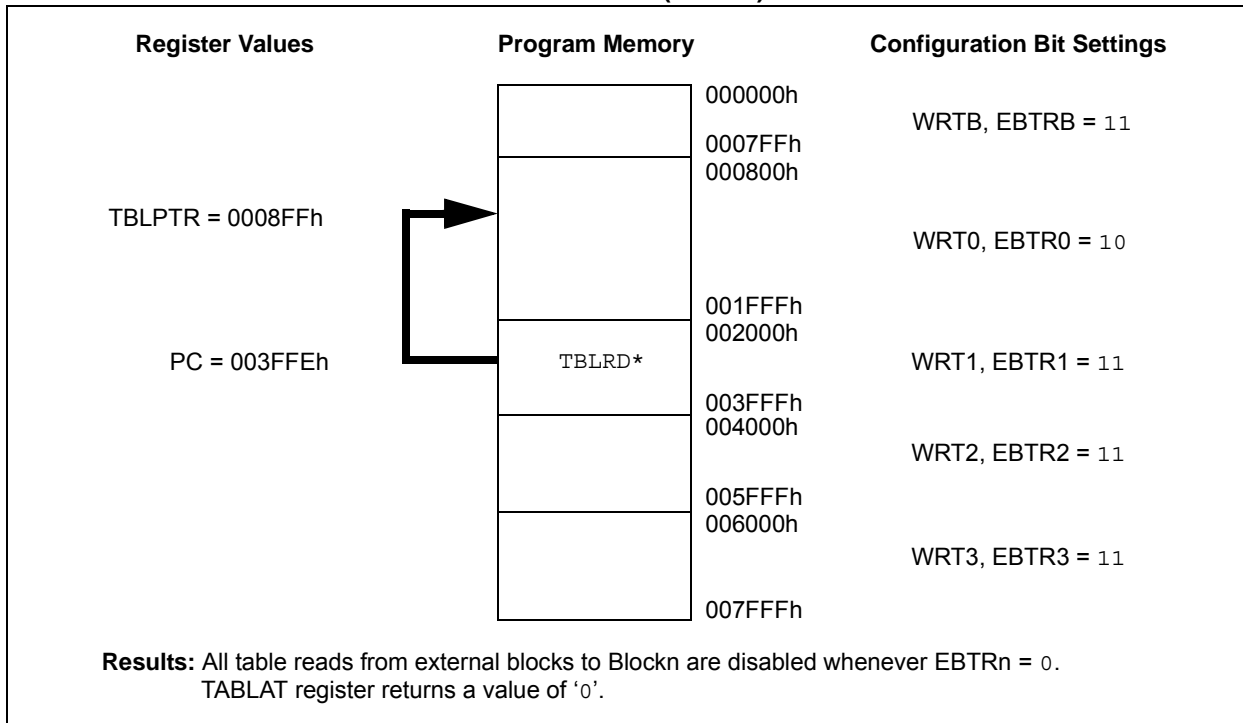 Register Values Program Memory Configuration Bit Settings
000000h
WRTB, EBTRB = 11
0007FFh
000800h
TBLPTR = 0008FFh
WRT0, EBTR0 = 10
001FFFh
002000h
PC = 003FFEh TBLRD* WRT1, EBTR1 = 11
003FFFh
004000h
WRT2, EBTR2 = 11
005FFFh
006000h
WRT3, EBTR3 = 11
007FFFh
Results: All table reads from external blocks to Blockn are disabled whenever EBTRn = 0.
TABLAT register returns a value of ‘0’.